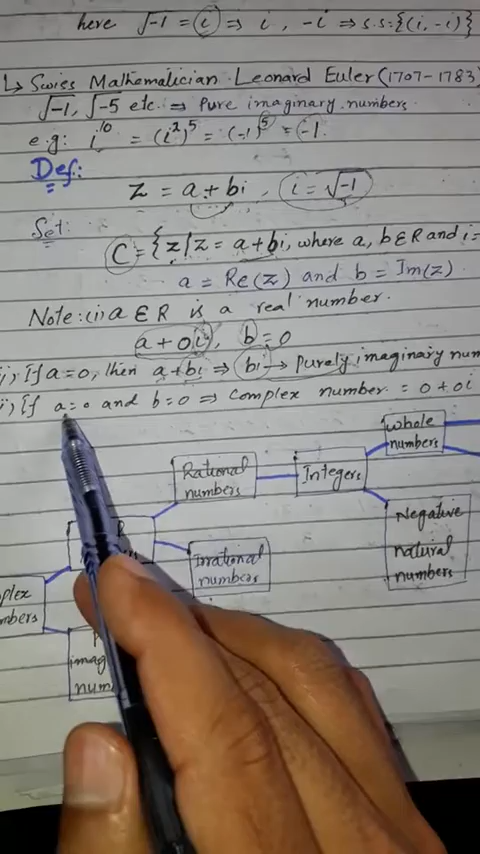 here √-1 = i ⇒ i, -i ⇒ s.s={(i, -i)}
↳ Swiss Mathematician Leonard Euler (1707-1783)
√-1, √-5 etc. ⇒ Pure imaginary numbers.
e.g: i^10 = (i²)^5 = (-1)^5 = -1.
Def:
Z = a + bi, i = √-1
Set:
C = {z/z = a+bi, where a, b∈R and i=
a = Re(z) and b = Im(z)
Note: (i) a ∈ R is a real number.
a + 0i, b = 0
i) If a=0, then a+bi ⇒ bi → Purely imaginary num
i) If a=0 and b=0 ⇒ complex number = 0+0i
whole
numbers
Rational
numbers
Integers
Negative
natural
numbers
Irrational
numbers
plex
mbers
imag
num